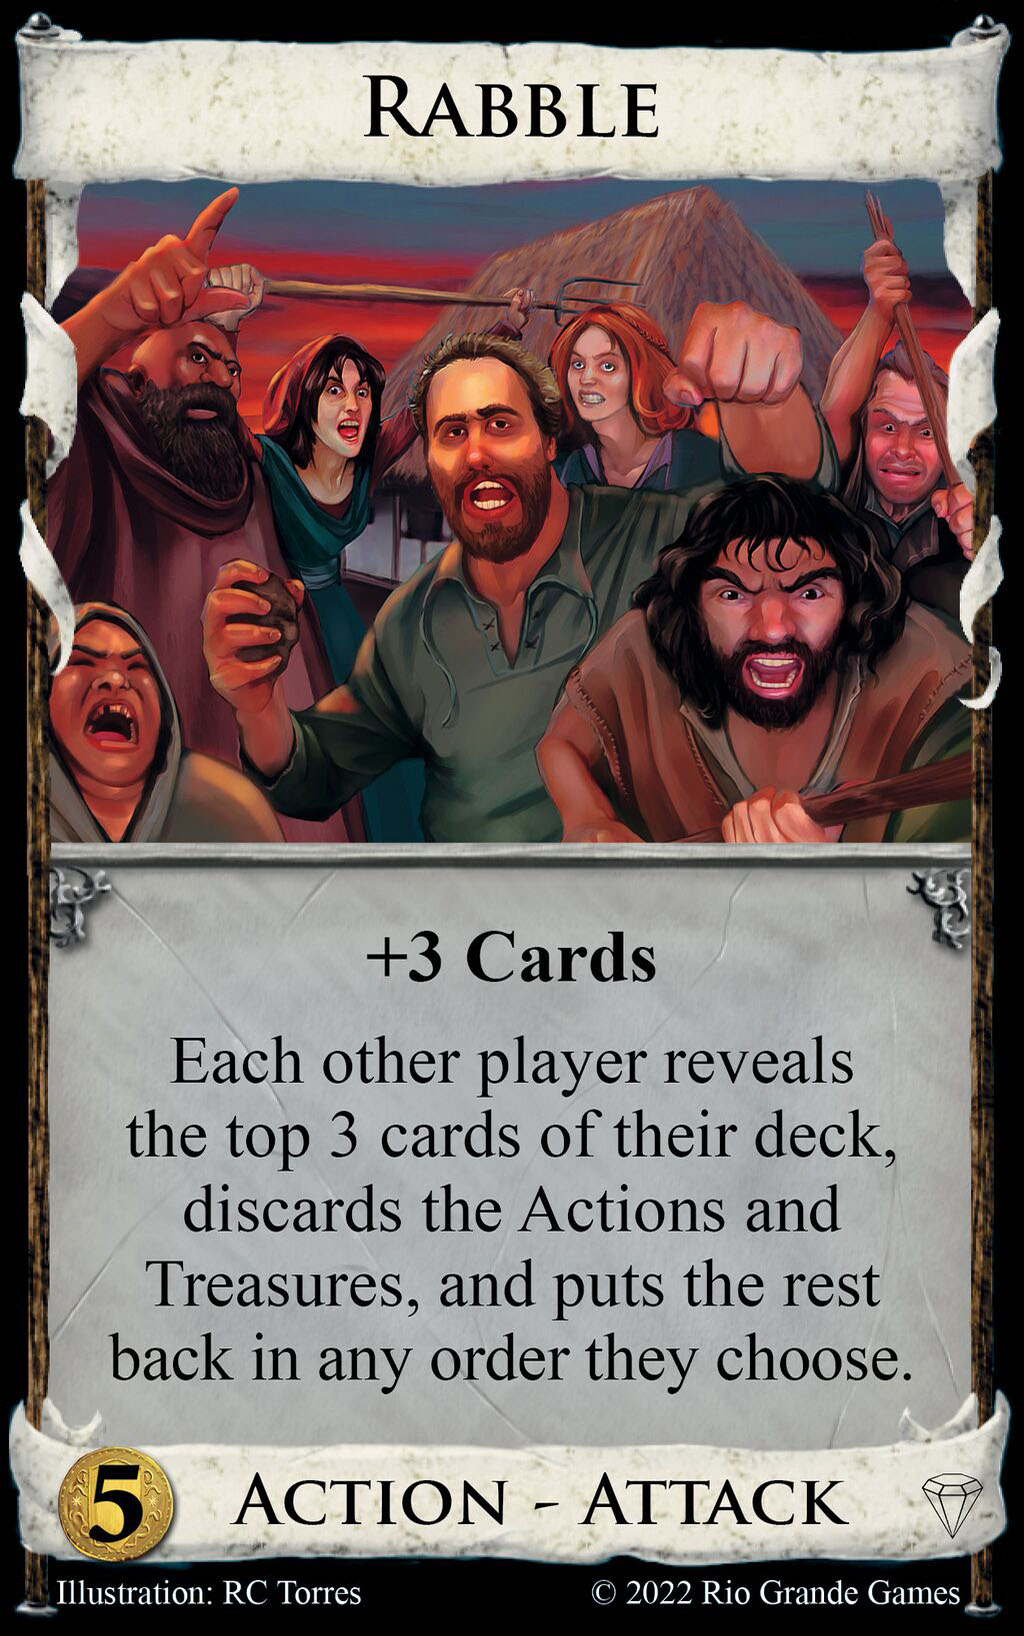 Rabble
+3 Cards
Each other player reveals
the top 3 cards of their deck,
discards the Actions and
Treasures, and puts the rest
back in any order they choose.
5 Action - Attack
Illustration: RC Torres © 2022 Rio Grande Games